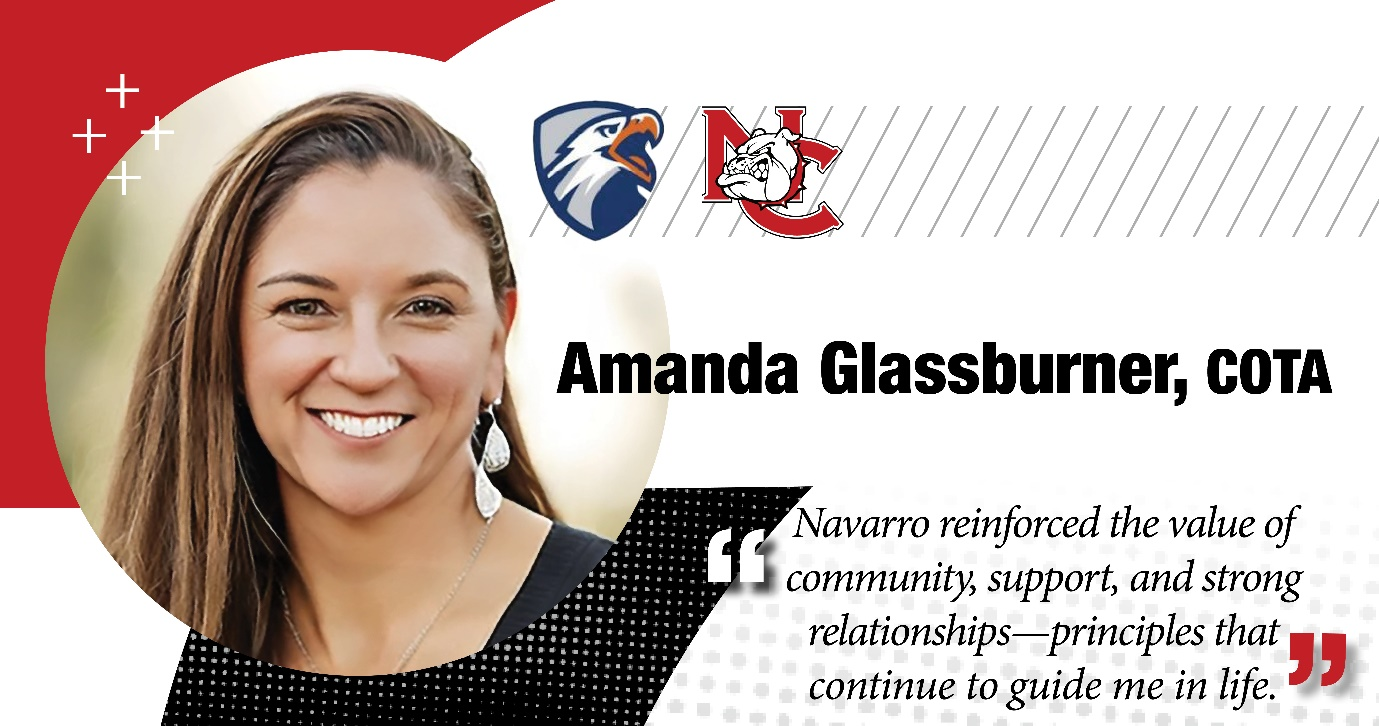 NC
Amanda Glassburner, COTA
“Navarro reinforced the value of
community, support, and strong
relationships—principles that
continue to guide me in life.”